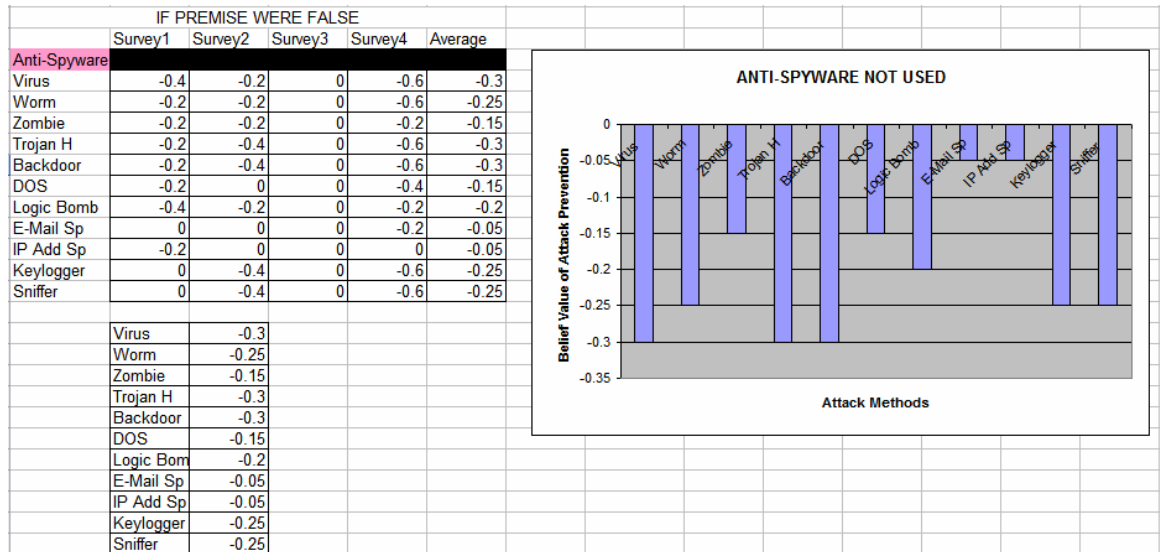 IF PREMISE WERE FALSE
Survey1 Survey2 Survey3 Survey4 Average
Anti-Spyware
Virus -0.4 -0.2 0 -0.6 -0.3
Worm -0.2 -0.2 0 -0.6 -0.25
Zombie -0.2 -0.2 0 -0.2 -0.15
Trojan H -0.2 -0.4 0 -0.6 -0.3
Backdoor -0.2 -0.4 0 -0.6 -0.3
DOS -0.2 0 0 -0.4 -0.15
Logic Bomb -0.4 -0.2 0 -0.2 -0.2
E-Mail Sp 0 0 0 -0.2 -0.05
IP Add Sp -0.2 0 0 0 -0.05
Keylogger 0 -0.4 0 -0.6 -0.25
Sniffer 0 -0.4 0 -0.6 -0.25
Virus -0.3
Worm -0.25
Zombie -0.15
Trojan H -0.3
Backdoor -0.3
DOS -0.15
Logic Bom -0.2
E-Mail Sp -0.05
IP Add Sp -0.05
Keylogger -0.25
Sniffer -0.25
ANTI-SPYWARE NOT USED
Belief Value of Attack Prevention
0
-0.05
-0.1
-0.15
-0.2
-0.25
-0.3
-0.35
Virus
Worm
Zombie
Trojan H
Backdoor
DOS
Logic Bomb
E-Mail Sp
IP Add Sp
Keylogger
Sniffer
Attack Methods